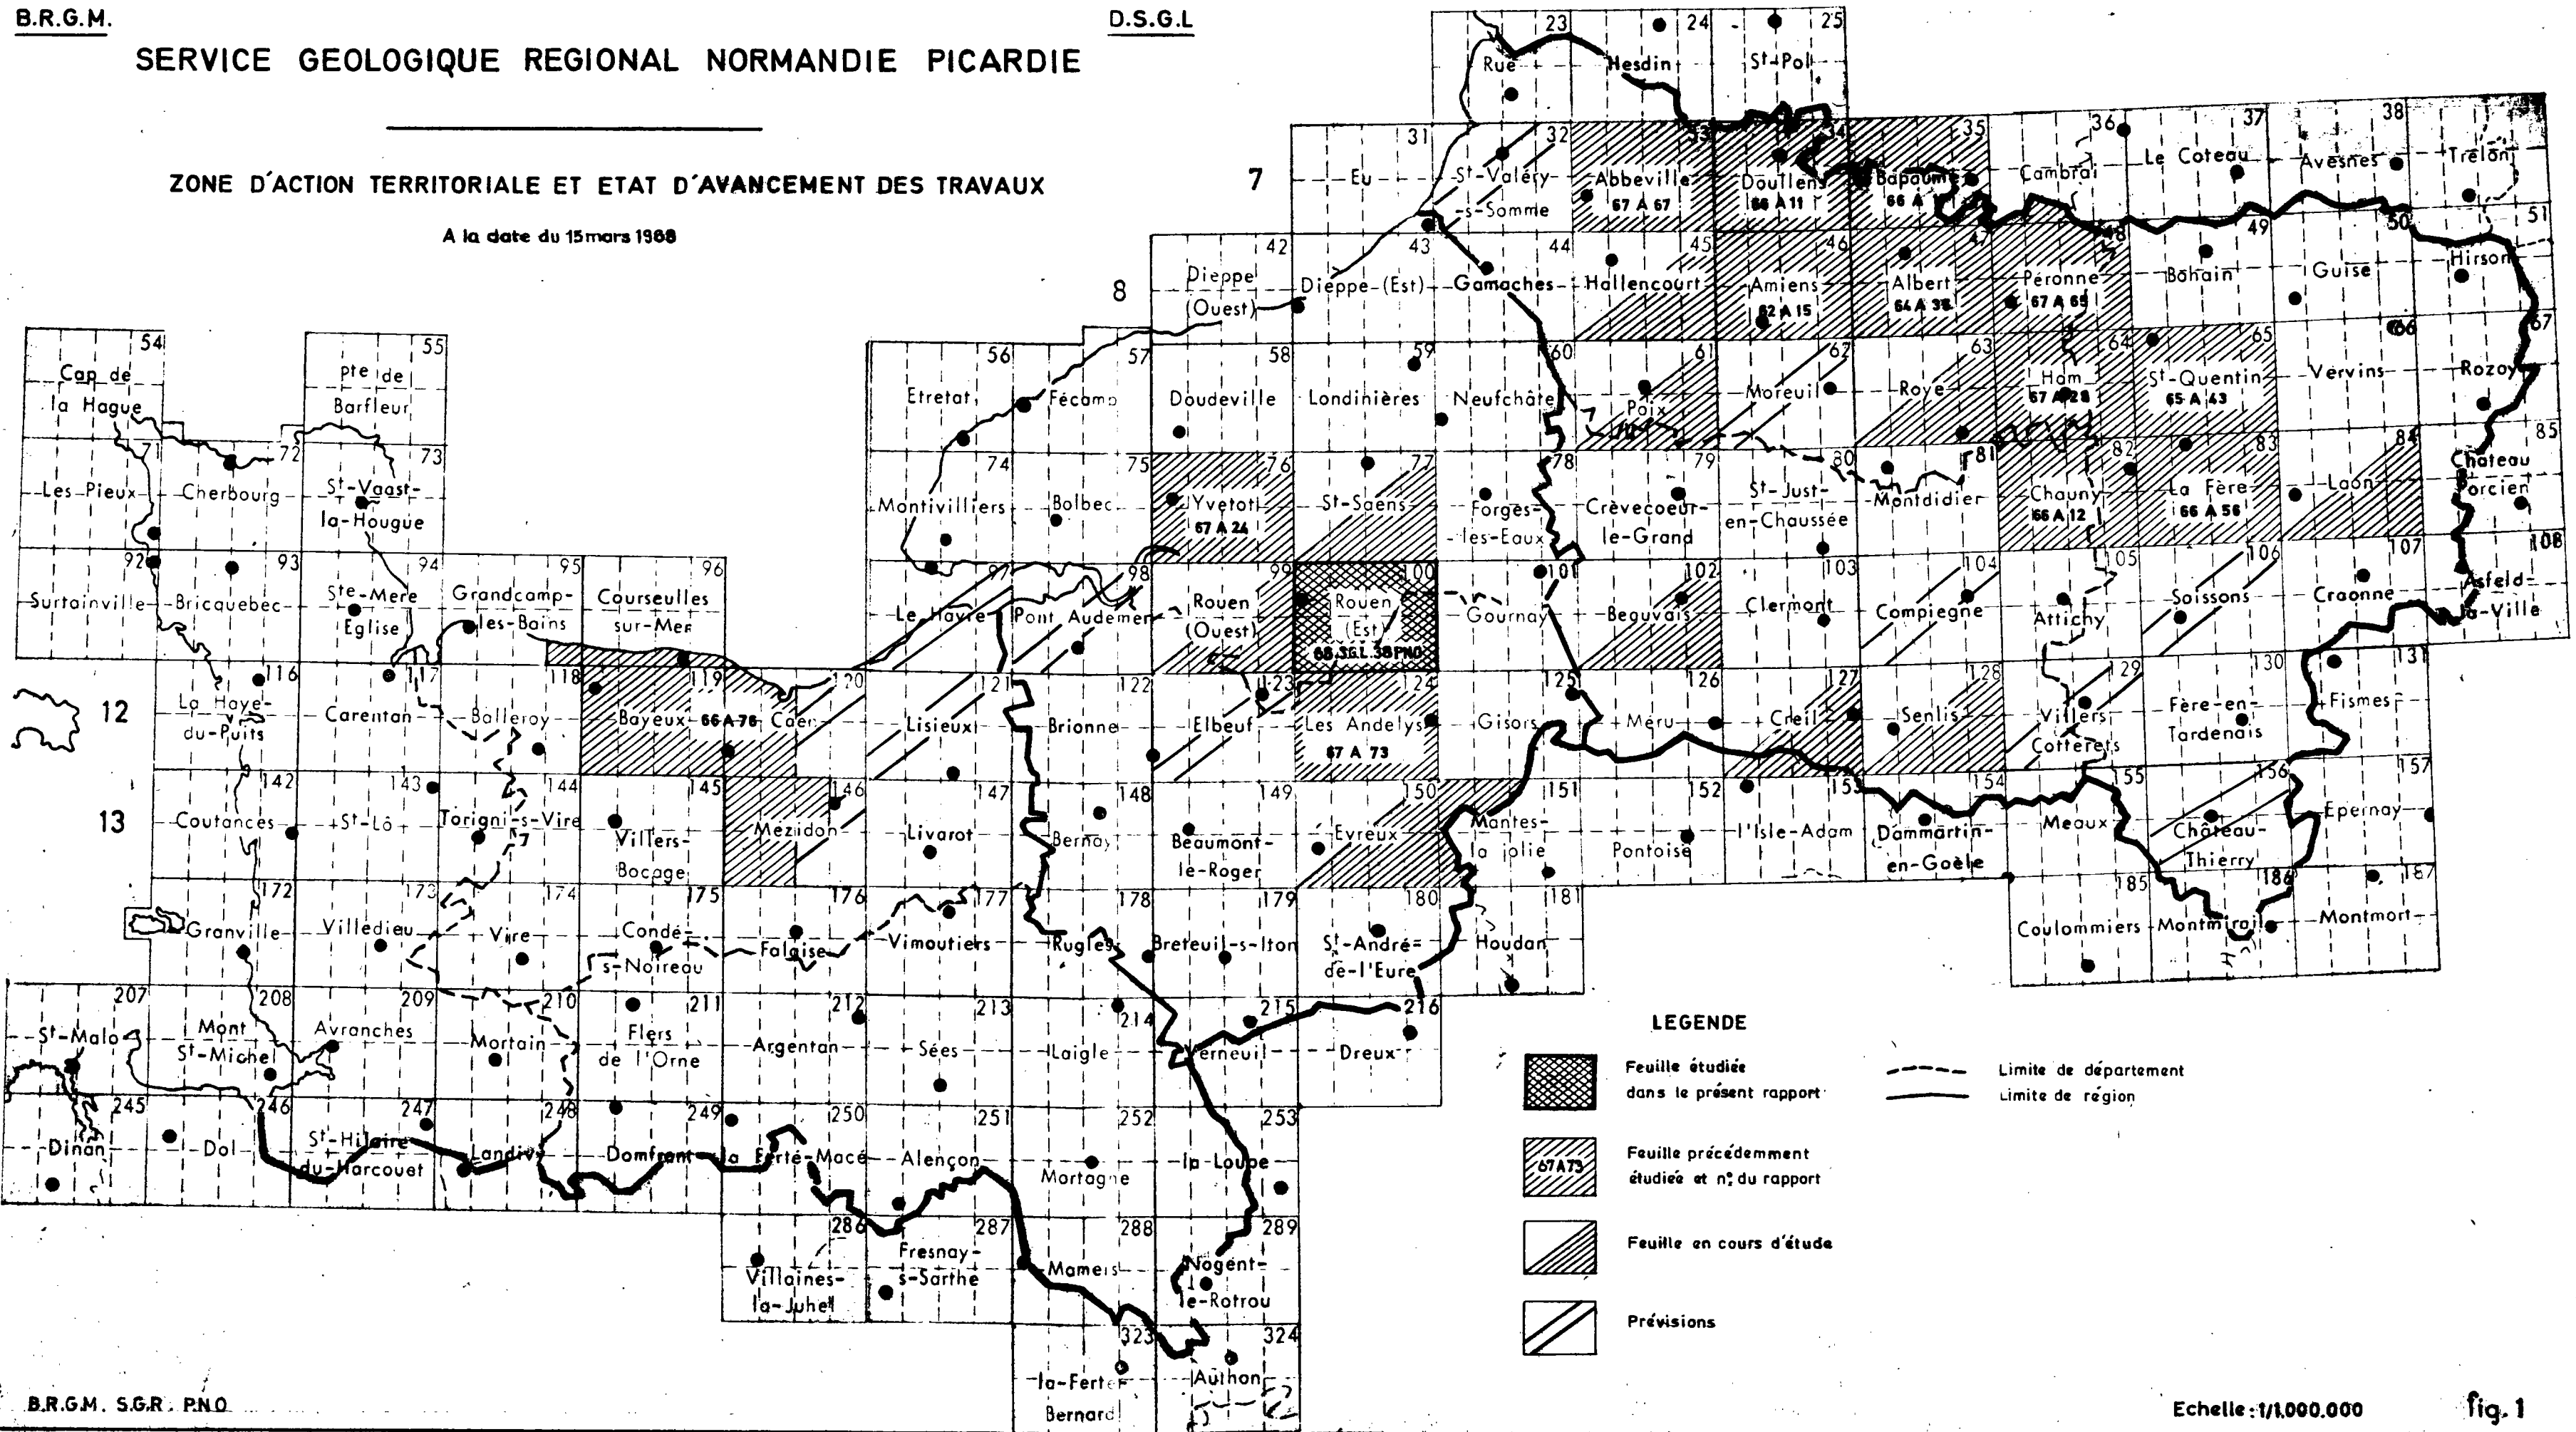 B.R.G.M.
D.S.G.L
SERVICE GEOLOGIQUE REGIONAL NORMANDIE PICARDIE
ZONE D'ACTION TERRITORIALE ET ETAT D'AVANCEMENT DES TRAVAUX
A la date du 15 mars 1968
23 24 25
Rue Hesdin St-Pol
7
31 32 33 34 35 36 37 38
Eu St-Valéry Abbeville Doullens Bapaume Cambrai Le Coteau Avesnes Trélon
-s-Somme 67 A 67 66 A 11 66 A
8
42 43 44 45 46 47 48 49 50 51
Dieppe Dieppe-(Est) Gamaches Hallencourt Amiens Albert Péronne Bohain Guise Hirson
(Ouest) 62 A 15 64 A 38 67 A 65
54 55
Cap de la Hague
Pte de Barfleur
56 57 58 59 60 61 62 63 64 65 66 67
Etretat Fécamp Doudeville Londinières Neufchâtel Poix Moreuil Roye Ham St-Quentin Vervins Rozoy
67 A 28 65 A 43
71 72 73
Les Pieux Cherbourg St-Vaast-
la-Hougue
74 75 76 77 78 79 80 81 82 83 84 85
Montivilliers Bolbec Yvetot St-Saens Forges-
les-Eaux Crèvecoeur-
le-Grand St-Just-
en-Chaussée Montdidier Chauny La Fère Laon Château
Porcien
67 A 24 66 A 12 66 A 56
92 93 94 95 96
Surtainville Bricquebec Ste-Mere
Eglise Grandcamp-
les-Bains Courseulles
sur-Mer
97 98 99 100 101 102 103 104 105 106 107 108
Le Havre Pont Audemer Rouen
(Ouest) Rouen
(Est) Gournay Beauvais Clermont Compiegne Attichy Soissons Craonne Asfeld-
la-Ville
68.SGL.38PNO
12
116 117 118 119 120 121 122 123 124 125 126 127 128 129 130 131
La Haye-
du-Puits Carentan Balleroy Bayeux 66 A 76 Caen Lisieux Brionne Elbeuf Les Andelys Gisors Méru Creil Senlis Villers
Cotterets Fère-en-
Tardenais Fismes
67 A 73
13
142 143 144 145 146 147 148 149 150 151 152 153 154 155 156 157
Coutances St-Lô Torigni-s-Vire Villers-
Bocage Mézidon Livarot Bernay Beaumont-
le-Roger Evreux Mantes-
la jolie Pontoise l'Isle-Adam Dammartin-
en-Goële Meaux Château-
Thierry Epernay
172 173 174 175 176 177 178 179 180 181 185 186 187
Granville Villedieu Vire Condé-
s-Noireau Falaise Vimoutiers Rugles Breteuil-s-Iton St-André=
de-l'Eure Houdan Coulommiers Montmirail Montmort
207 208 209 210 211 212 213 214 215 216
St-Malo Mont
St-Michel Avranches Mortain Flers
de l'Orne Argentan Sées Laigle Verneuil Dreux
245 246 247 248 249 250 251 252 253
Dinan Dol St-Hilaire
du-Harcouet Landivy Domfront la Ferté-Macé Alençon Mortagne la-Loupe
286 287 288 289
Villaines-
la-Juhel Fresnay-
s-Sarthe Mamers Nogent-
le-Rotrou
323 324
la-Ferté
Bernard Authon
LEGENDE
Feuille étudiée
dans le présent rapport
67A73
Feuille précédemment
étudiée et n° du rapport
Feuille en cours d'étude
Prévisions
Limite de département
Limite de région
B.R.G.M. S.G.R. P.N.O
Echelle: 1/1.000.000
fig. 1